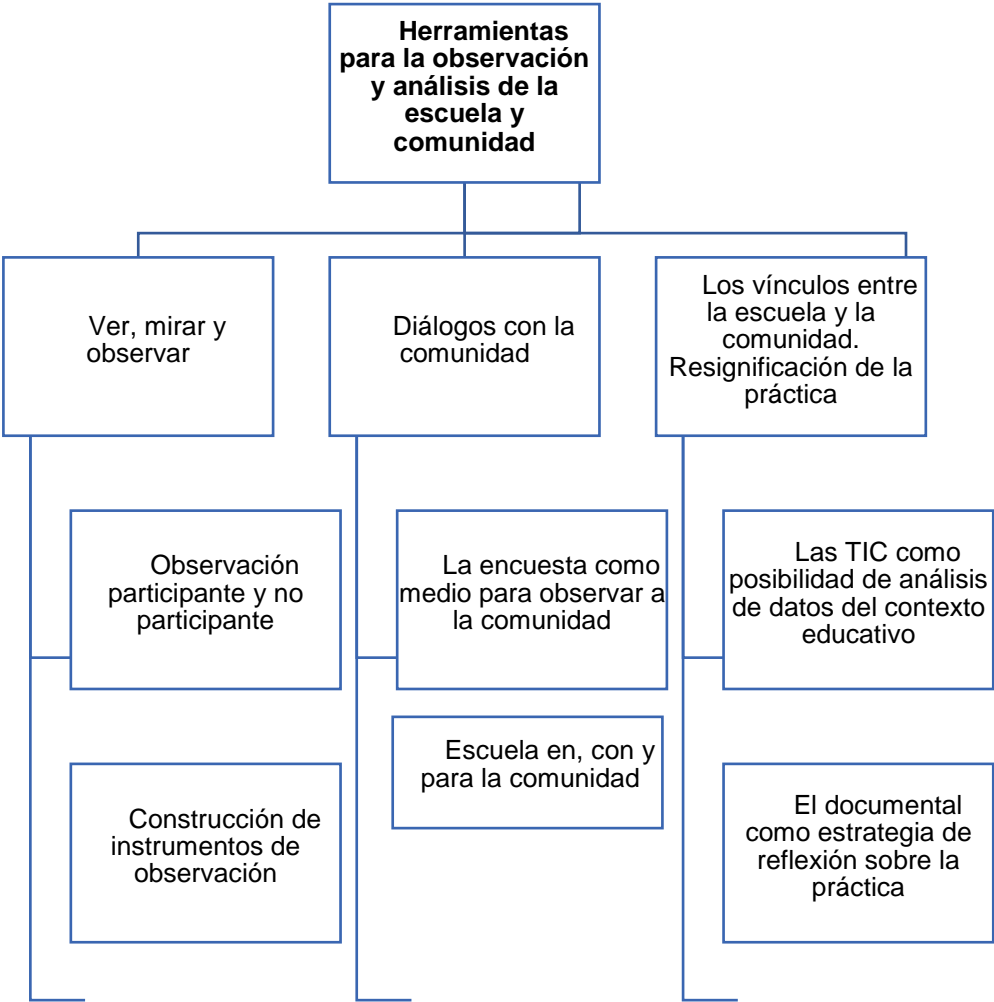 Herramientas
para la observación
y análisis de la
escuela y
comunidad
Ver, mirar y
observar
Diálogos con la
comunidad
Los vínculos entre
la escuela y la
comunidad.
Resignificación de la
práctica
Observación
participante y no
participante
La encuesta como
medio para observar a
la comunidad
Las TIC como
posibilidad de análisis
de datos del contexto
educativo
Escuela en, con y
para la comunidad
Construcción de
instrumentos de
observación
El documental
como estrategia de
reflexión sobre la
práctica